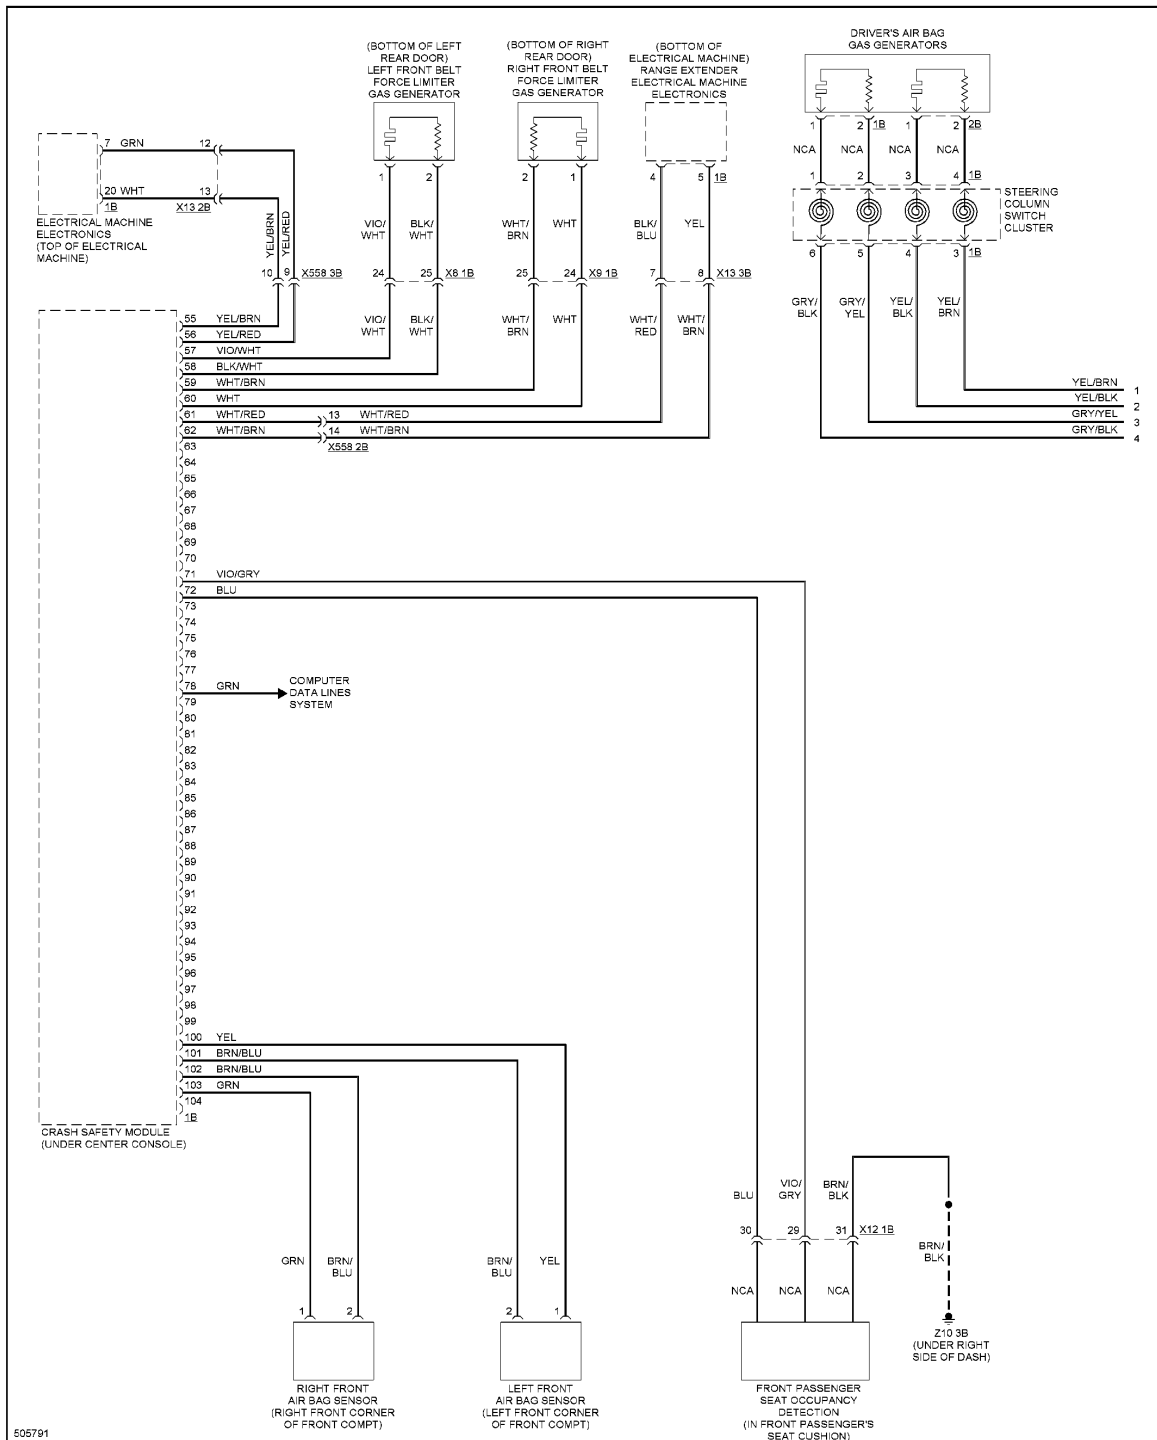 DRIVER'S AIR BAG
GAS GENERATORS
(BOTTOM OF LEFT
REAR DOOR)
LEFT FRONT BELT
FORCE LIMITER
GAS GENERATOR
(BOTTOM OF RIGHT
REAR DOOR)
RIGHT FRONT BELT
FORCE LIMITER
GAS GENERATOR
(BOTTOM OF
ELECTRICAL MACHINE)
RANGE EXTENDER
ELECTRICAL MACHINE
ELECTRONICS
1 2 1B 1 2 2B
NCA NCA NCA NCA
1 2 3 4 1B
STEERING
COLUMN
SWITCH
CLUSTER
6 5 4 3 1B
GRY/
BLK
GRY/
YEL
YEL/
BLK
YEL/
BRN
7 GRN 12
20 WHT 13
1B X13 2B
ELECTRICAL MACHINE
ELECTRONICS
(TOP OF ELECTRICAL
MACHINE)
YEL/BRN
YEL/RED
1 2 2 1 4 5 1B
VIO/
WHT
BLK/
WHT
WHT/
BRN
WHT
BLK/
BLU
YEL
10 9 X558 3B 24 25 X8 1B 25 24 X9 1B 7 8 X13 3B
VIO/
WHT
BLK/
WHT
WHT/
BRN
WHT
WHT/
RED
WHT/
BRN
55 YEL/BRN
56 YEL/RED
57 VIO/WHT
58 BLK/WHT
59 WHT/BRN
60 WHT
61 WHT/RED 13 WHT/RED
62 WHT/BRN 14 WHT/BRN
X558 2B
YEL/BRN 1
YEL/BLK 2
GRY/YEL 3
GRY/BLK 4
63
64
65
66
67
68
69
70
71 VIO/GRY
72 BLU
73
74
75
76
77
78 GRN
COMPUTER
DATA LINES
SYSTEM
79
80
81
82
83
84
85
86
87
88
89
90
91
92
93
94
95
96
97
98
99
100 YEL
101 BRN/BLU
102 BRN/BLU
103 GRN
104
1B
CRASH SAFETY MODULE
(UNDER CENTER CONSOLE)
BLU
VIO/
GRY
BRN/
BLK
30 29 31 X12 1B
BRN/
BLK
GRN
BRN/
BLU
BRN/
BLU
YEL
NCA NCA NCA
1 2 2 1
Z10 3B
(UNDER RIGHT
SIDE OF DASH)
RIGHT FRONT
AIR BAG SENSOR
(RIGHT FRONT CORNER
OF FRONT COMPT)
LEFT FRONT
AIR BAG SENSOR
(LEFT FRONT CORNER
OF FRONT COMPT)
FRONT PASSENGER
SEAT OCCUPANCY
DETECTION
(IN FRONT PASSENGER'S
SEAT CUSHION)
505791